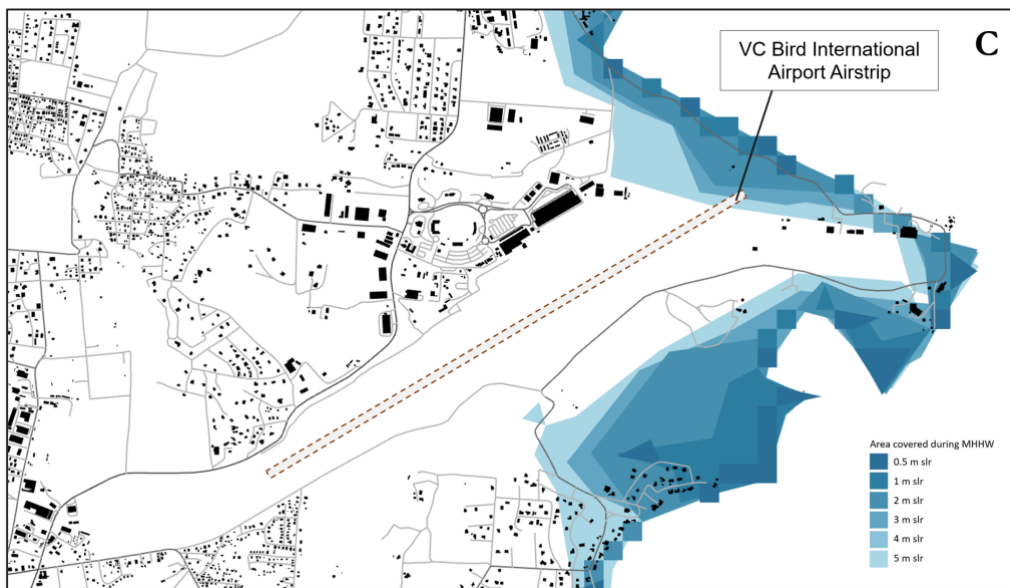 VC Bird International
Airport Airstrip
C
Area covered during MHHW
0.5 m slr
1 m slr
2 m slr
3 m slr
4 m slr
5 m slr